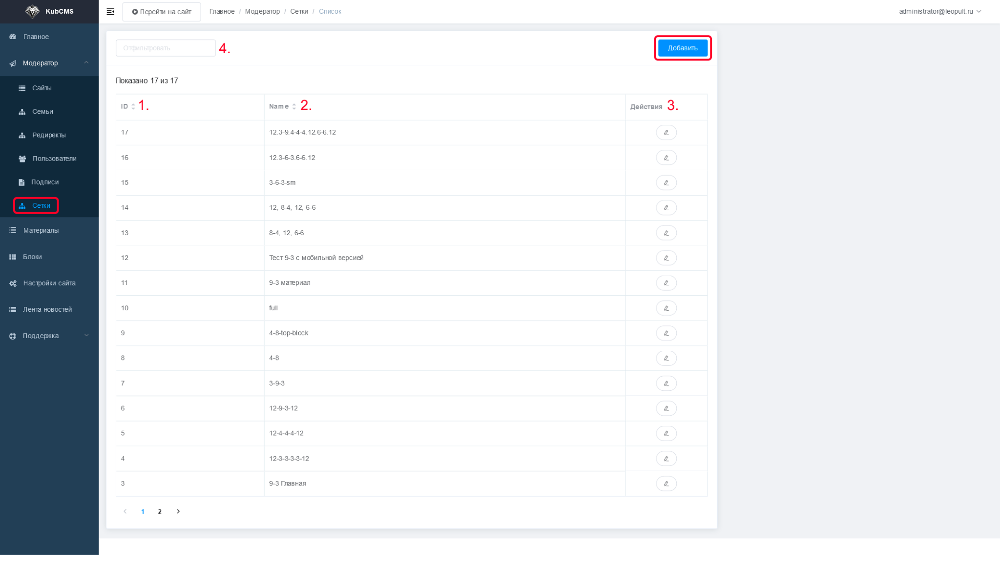 KubCMS
Перейти на сайт
Главное / Модератор / Сетки / Список
administrator@leopult.ru
Главное
Модератор
Сайты
Семьи
Редиректы
Пользователи
Подписи
Сетки
Материалы
Блоки
Настройки сайта
Лента новостей
Поддержка
Отфильтровать 4.
Добавить
Показано 17 из 17
ID 1. Name 2. Действия 3.
17 12.3-9.4-4-4.12.6-6.12
16 12.3-6-3.6-6.12
15 3-6-3-sm
14 12, 8-4, 12, 6-6
13 8-4, 12, 6-6
12 Тест 9-3 с мобильной версией
11 9-3 материал
10 full
9 4-8-top-block
8 4-8
7 3-9-3
6 12-9-3-12
5 12-4-4-4-12
4 12-3-3-3-3-12
3 9-3 Главная
1 2